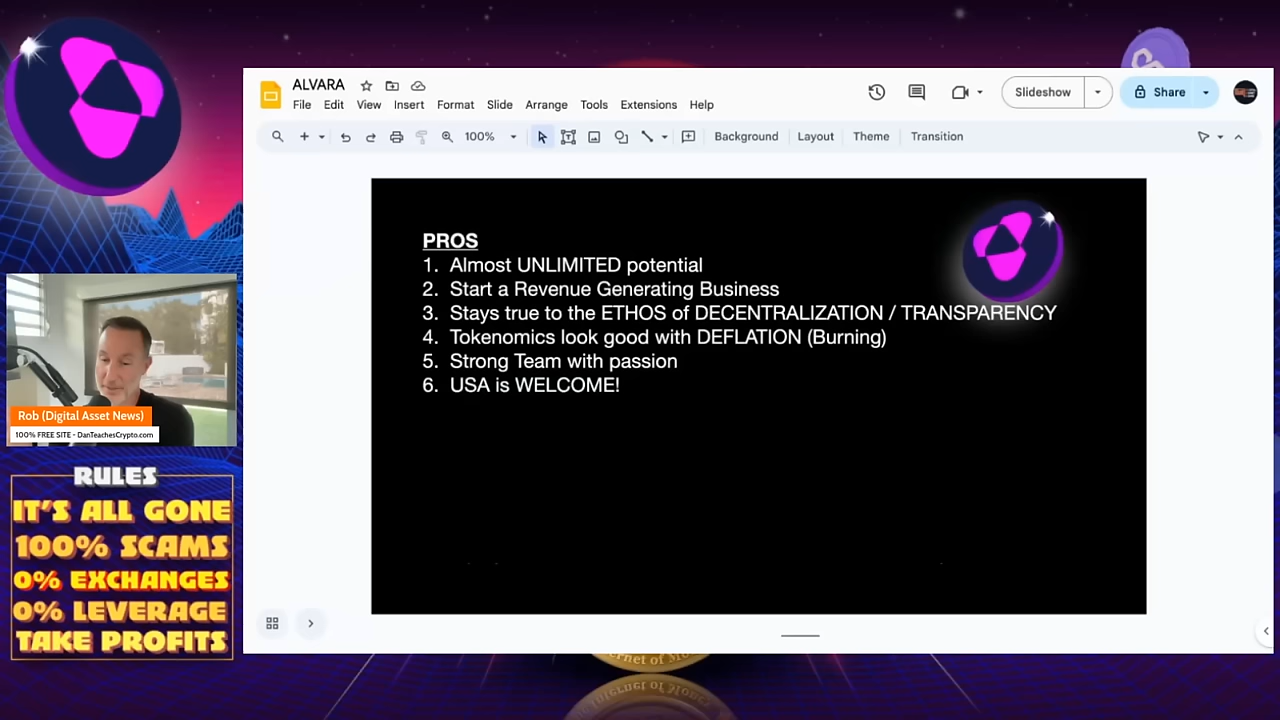 ALVARA
File Edit View Insert Format Slide Arrange Tools Extensions Help
Slideshow
Share
100%
Background Layout Theme Transition
PROS
1. Almost UNLIMITED potential
2. Start a Revenue Generating Business
3. Stays true to the ETHOS of DECENTRALIZATION / TRANSPARENCY
4. Tokenomics look good with DEFLATION (Burning)
5. Strong Team with passion
6. USA is WELCOME!
Rob (Digital Asset News)
100% FREE SITE - DanTeachesCrypto.com
RULES
IT'S ALL GONE
100% SCAMS
0% EXCHANGES
0% LEVERAGE
TAKE PROFITS